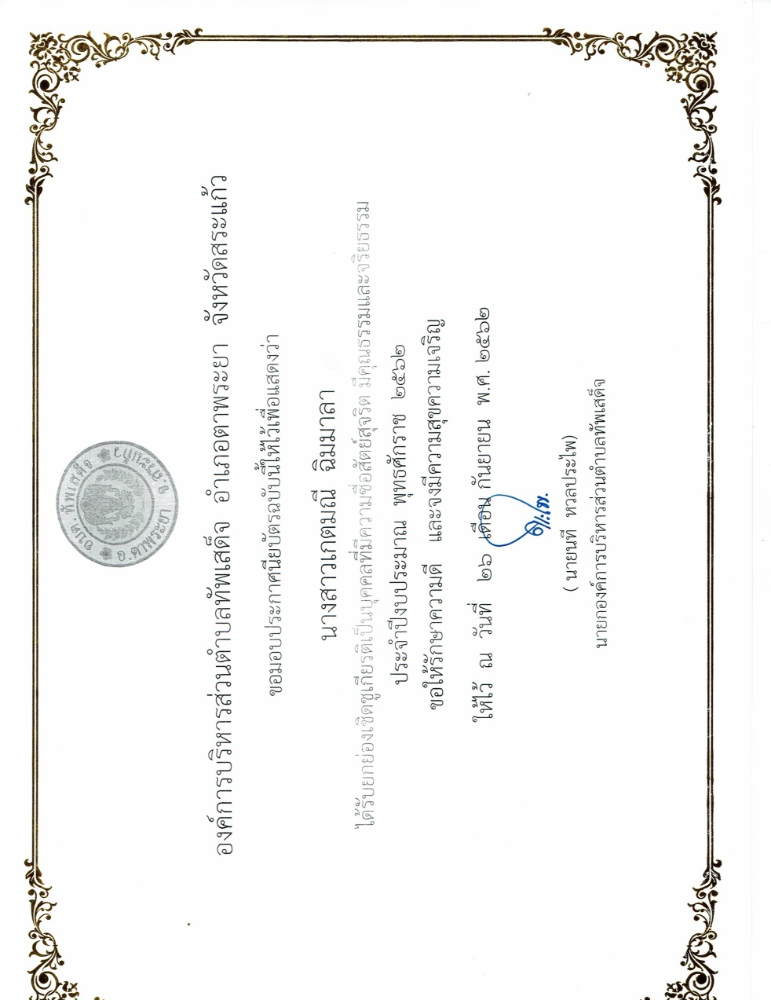 อบต. ทัพเสด็จ
อ.ตาพระยา จ.สระแก้ว
องค์การบริหารส่วนตำบลทัพเสด็จ อำเภอตาพระยา จังหวัดสระแก้ว
ขอมอบประกาศนียบัตรฉบับนี้ให้ไว้เพื่อแสดงว่า
นางสาวเกตมณี ฉิมมาลา
ได้รับยกย่องเชิดชูเกียรติเป็นบุคคลที่มีความซื่อสัตย์สุจริต มีคุณธรรมและจริยธรรม
ประจำปีงบประมาณ พุทธศักราช ๒๕๖๒
ขอให้รักษาความดี และจงมีความสุขความเจริญ
ให้ไว้ ณ วันที่ ๒๖ เดือน กันยายน พ.ศ. ๒๕๖๒
( นายนที หวลประไพ)
นายกองค์การบริหารส่วนตำบลทัพเสด็จ